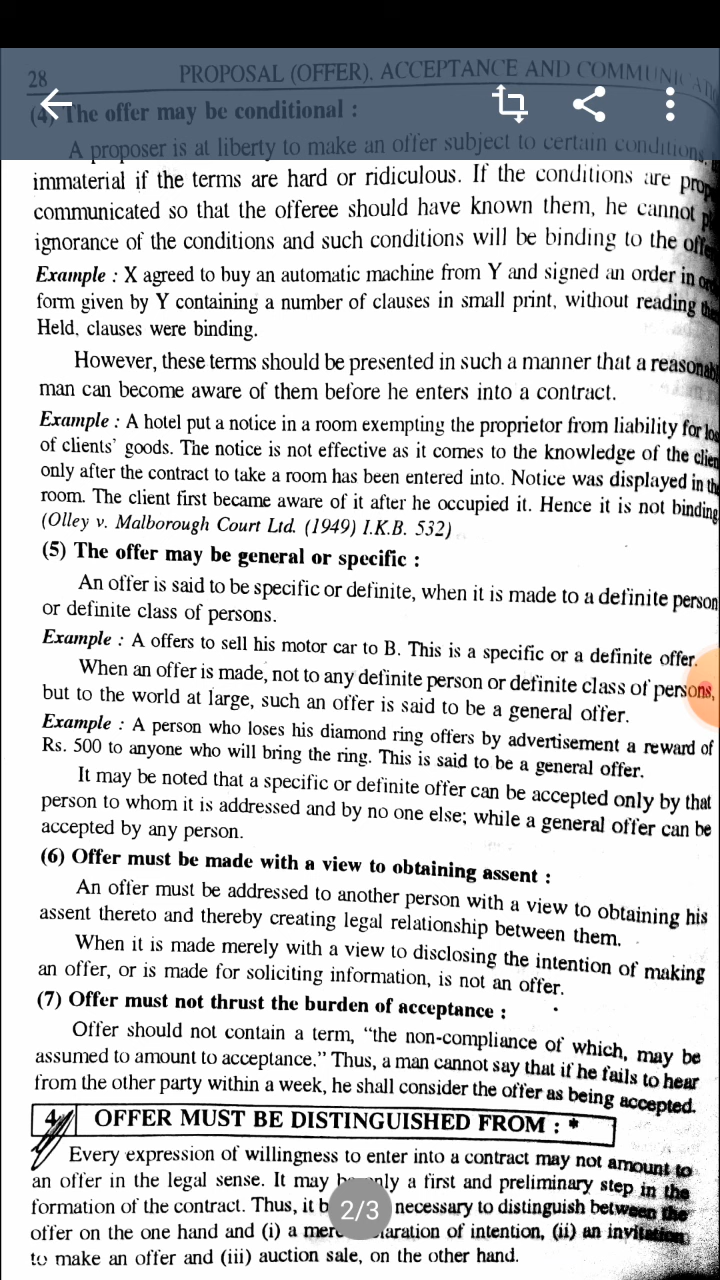 28 PROPOSAL (OFFER). ACCEPTANCE AND
(4) The offer may be conditional :
A proposer is at liberty to make an offer subject to certain conditions,
immaterial if the terms are hard or ridiculous. If the conditions are
communicated so that the offeree should have known them, he cannot
ignorance of the conditions and such conditions will be binding to the
Example : X agreed to buy an automatic machine from Y and signed an order in
form given by Y containing a number of clauses in small print, without reading
Held, clauses were binding.
However, these terms should be presented in such a manner that a
man can become aware of them before he enters into a contract.
Example : A hotel put a notice in a room exempting the proprietor from liability for
of clients' goods. The notice is not effective as it comes to the knowledge of the
only after the contract to take a room has been entered into. Notice was displayed in
room. The client first became aware of it after he occupied it. Hence it is not binding
(Olley v. Malborough Court Ltd. (1949) I.K.B. 532)
(5) The offer may be general or specific :
An offer is said to be specific or definite, when it is made to a definite person
or definite class of persons.
Example : A offers to sell his motor car to B. This is a specific or a definite offer.
When an offer is made, not to any definite person or definite class of persons,
but to the world at large, such an offer is said to be a general offer.
Example : A person who loses his diamond ring offers by advertisement a reward of
Rs. 500 to anyone who will bring the ring. This is said to be a general offer.
It may be noted that a specific or definite offer can be accepted only by that
person to whom it is addressed and by no one else; while a general offer can be
accepted by any person.
(6) Offer must be made with a view to obtaining assent :
An offer must be addressed to another person with a view to obtaining his
assent thereto and thereby creating legal relationship between them.
When it is made merely with a view to disclosing the intention of making
an offer, or is made for soliciting information, is not an offer.
(7) Offer must not thrust the burden of acceptance :
Offer should not contain a term, "the non-compliance of which, may be
assumed to amount to acceptance." Thus, a man cannot say that if he fails to hear
from the other party within a week, he shall consider the offer as being accepted.
4 OFFER MUST BE DISTINGUISHED FROM : *
Every expression of willingness to enter into a contract may not amount to
an offer in the legal sense. It may only a first and preliminary step in the
formation of the contract. Thus, it necessary to distinguish between the
2/3
offer on the one hand and (i) a mere intention, (ii) an invitation
to make an offer and (iii) auction sale, on the other hand.